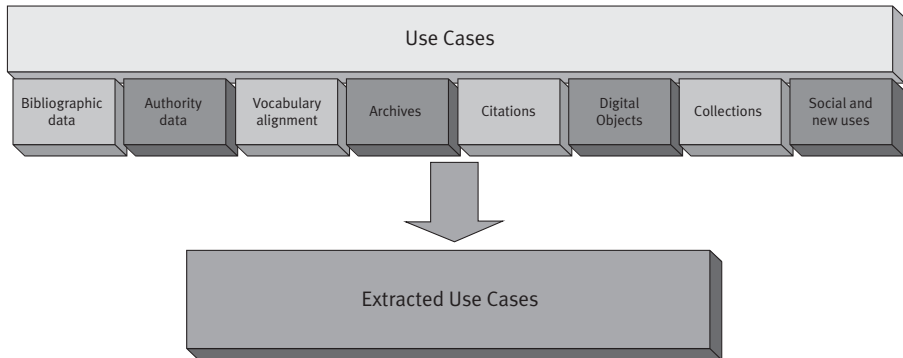 Use Cases
Bibliographic
data
Authority
data
Vocabulary
alignment
Archives
Citations
Digital
Objects
Collections
Social and
new uses
Extracted Use Cases